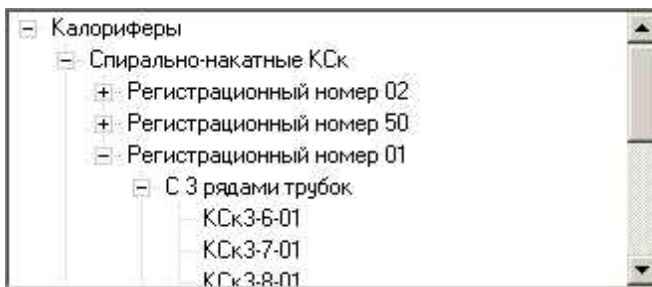 Калориферы
Спирально-накатные КСк
Регистрационный номер 02
Регистрационный номер 50
Регистрационный номер 01
С 3 рядами трубок
КСк3-6-01
КСк3-7-01
КСк3-8-01